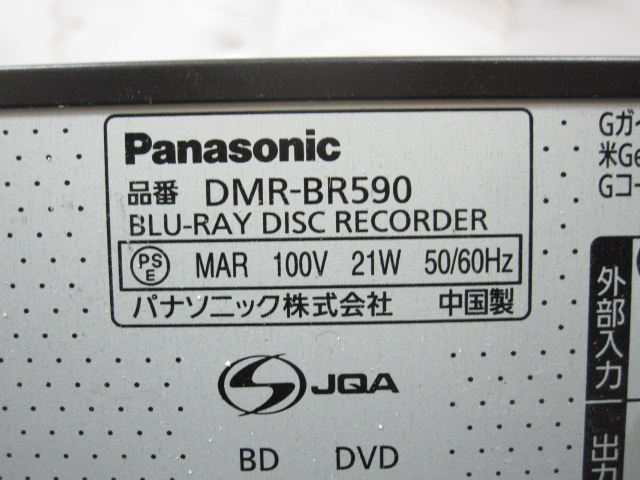 Panasonic
品番 DMR-BR590
BLU-RAY DISC RECORDER
PS E MAR 100V 21W 50/60Hz
パナソニック株式会社 中国製
S JQA
BD DVD
Gガイ
米Ge
Gコー
外部入力
出力